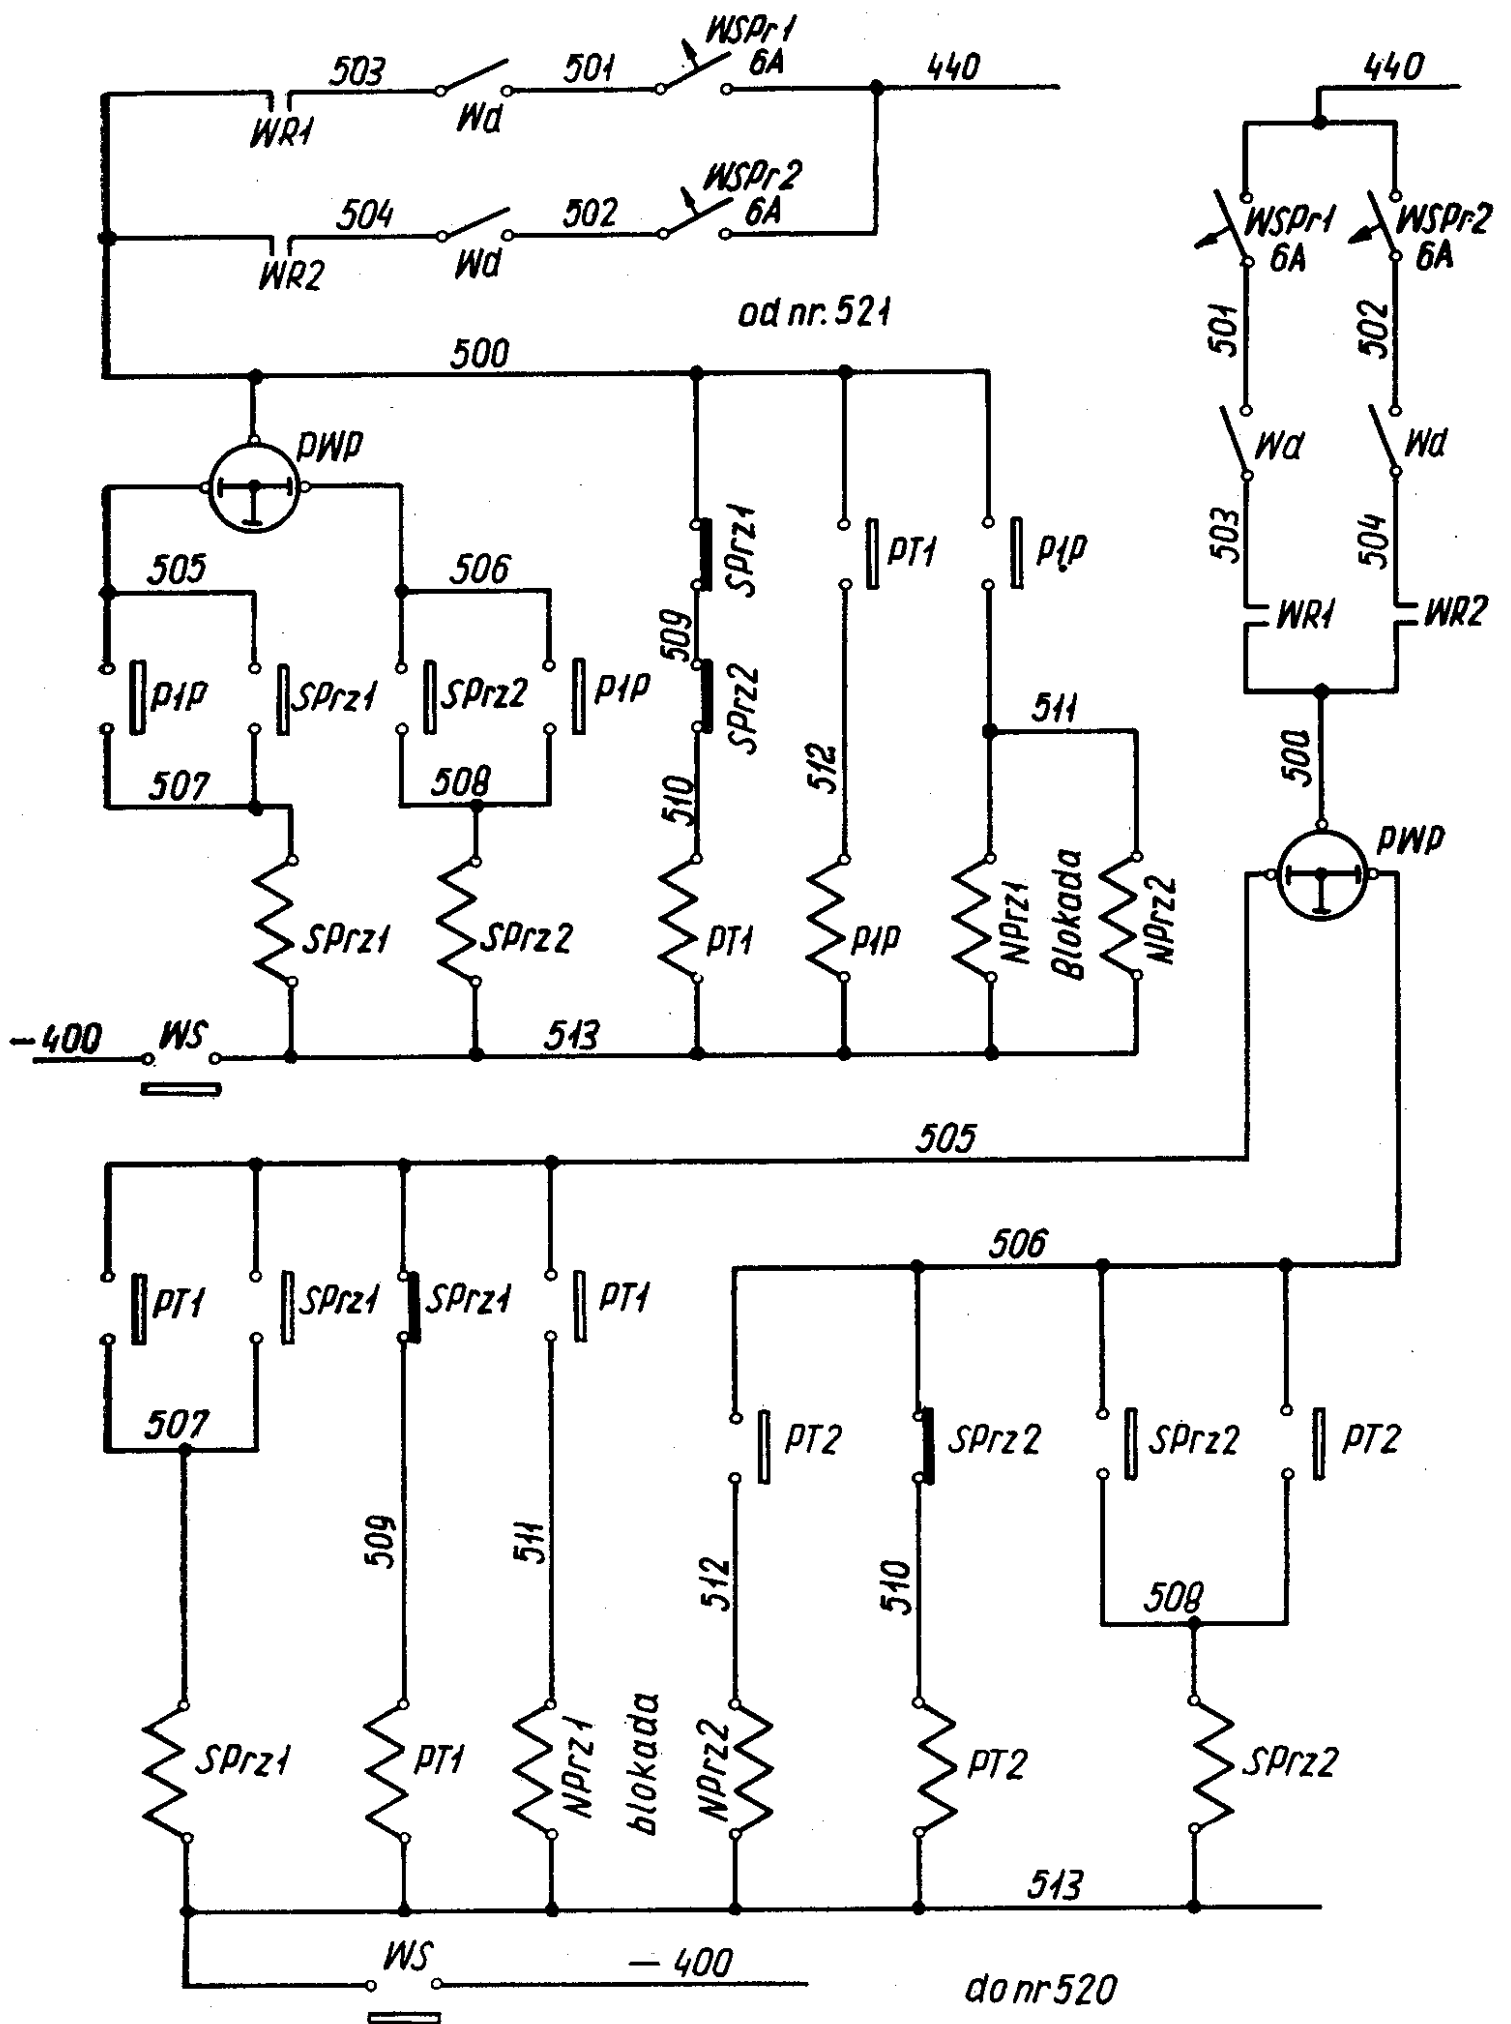 503
501
WSPr1
6A
440
WR1
Wd
504
502
WSPr2
6A
WR2
Wd
od nr. 521
500
PWP
505
506
P1P
SPrz1
SPrz2
P1P
507
508
SPrz1
SPrz2
SPrz1
509
SPrz2
510
PT1
PT1
512
P1P
P1P
511
NPrz1
Blokada
NPrz2
-400
WS
513
440
WSPr1
6A
WSPr2
6A
501
502
Wd
Wd
503
504
WR1
WR2
500
PWP
505
506
PT1
SPrz1
SPrz1
PT1
507
509
511
SPrz1
PT1
NPrz1
blokada
PT2
SPrz2
SPrz2
PT2
512
510
508
NPrz2
PT2
SPrz2
513
WS
— 400
do nr 520